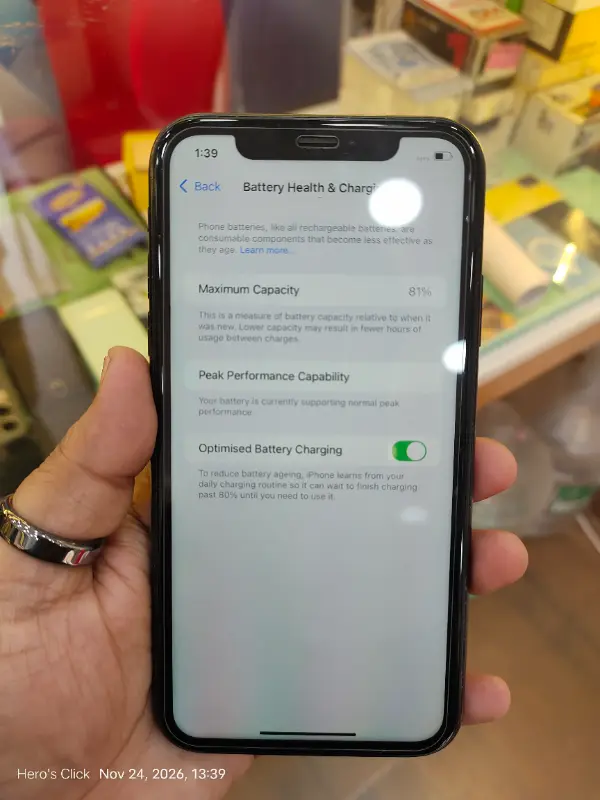 1:39
Back
Battery Health & Chargi
Phone batteries, like all rechargeable batteries, are
consumable components that become less effective as
they age. Learn more...
Maximum Capacity 81%
This is a measure of battery capacity relative to when it
was new. Lower capacity may result in fewer hours of
usage between charges.
Peak Performance Capability
Your battery is currently supporting normal peak
performance.
Optimised Battery Charging
To reduce battery ageing, iPhone learns from your
daily charging routine so it can wait to finish charging
past 80% until you need to use it.
Hero's Click Nov 24, 2026, 13:39